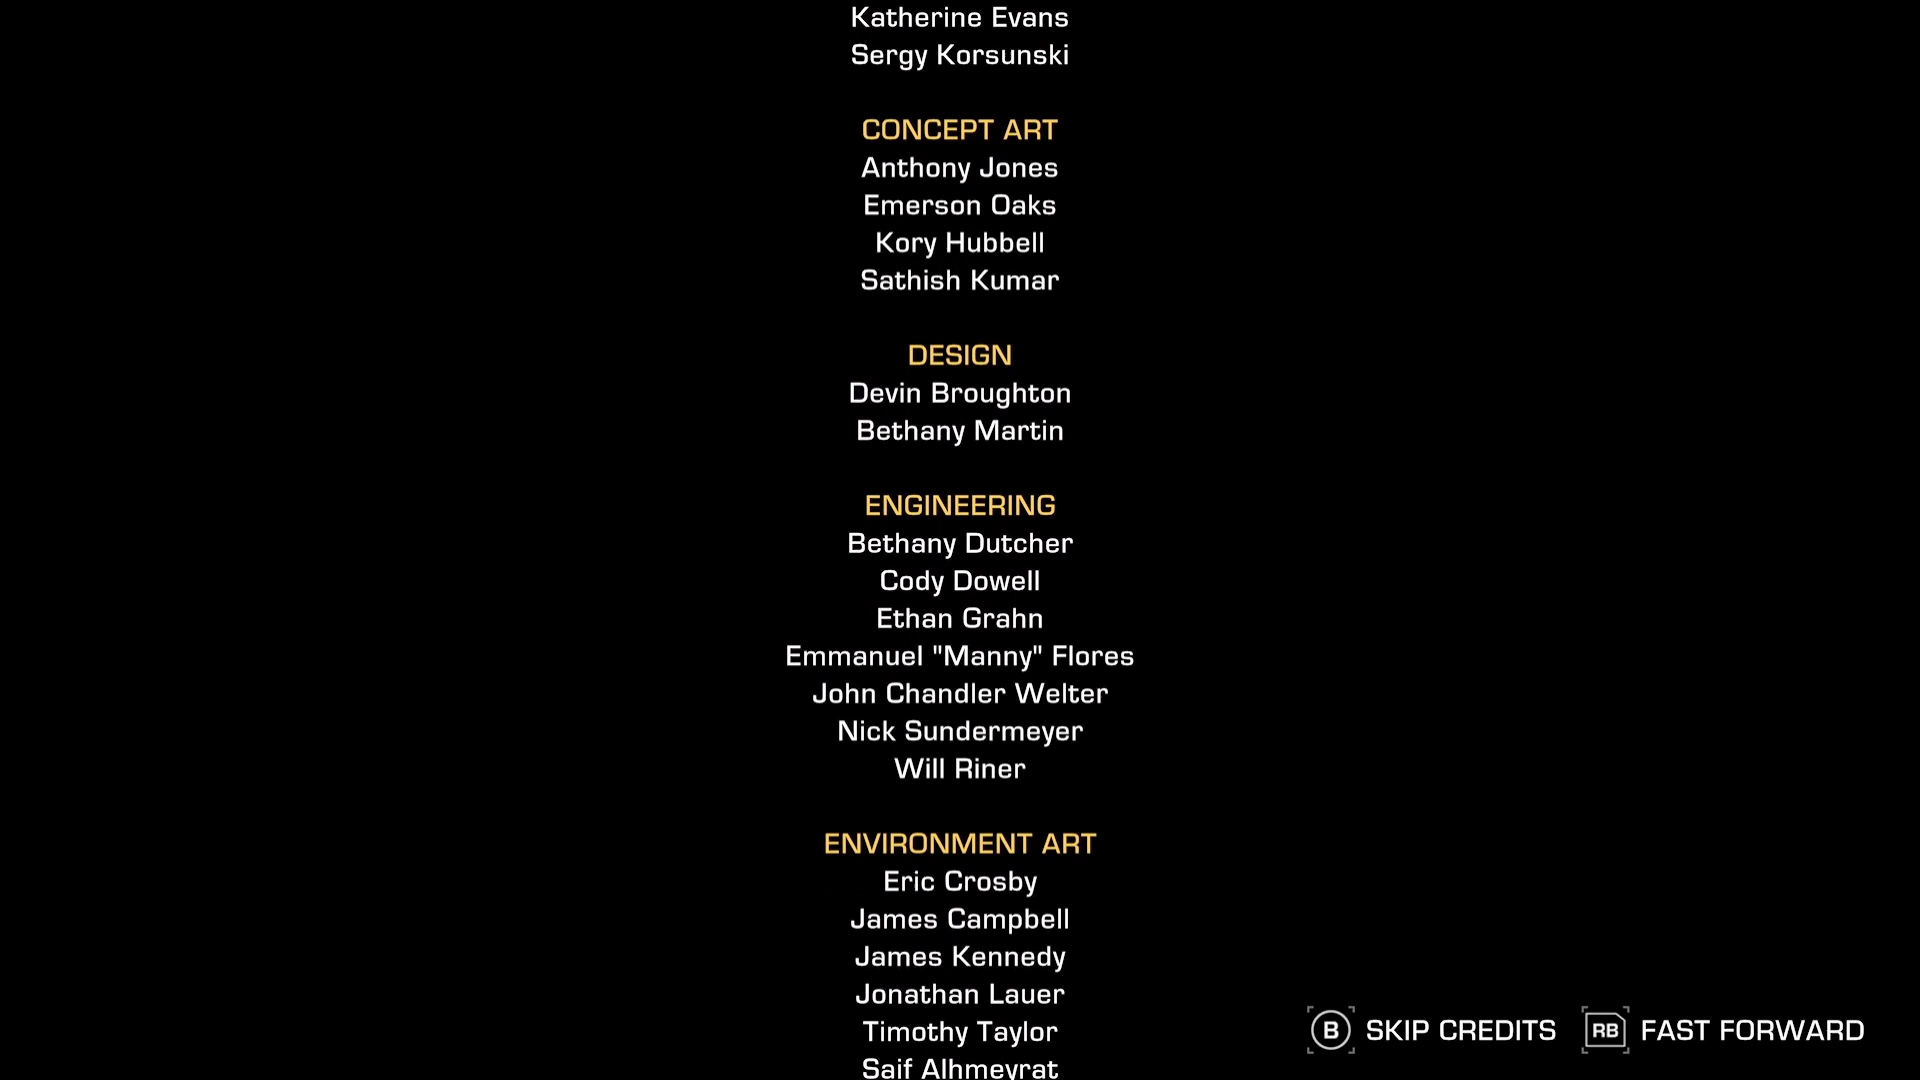 Katherine Evans
Sergy Korsunski
CONCEPT ART
Anthony Jones
Emerson Oaks
Kory Hubbell
Sathish Kumar
DESIGN
Devin Broughton
Bethany Martin
ENGINEERING
Bethany Dutcher
Cody Dowell
Ethan Grahn
Emmanuel "Manny" Flores
John Chandler Welter
Nick Sundermeyer
Will Riner
ENVIRONMENT ART
Eric Crosby
James Campbell
James Kennedy
Jonathan Lauer
Timothy Taylor
Saif Alhmeyrat
B SKIP CREDITS RB FAST FORWARD